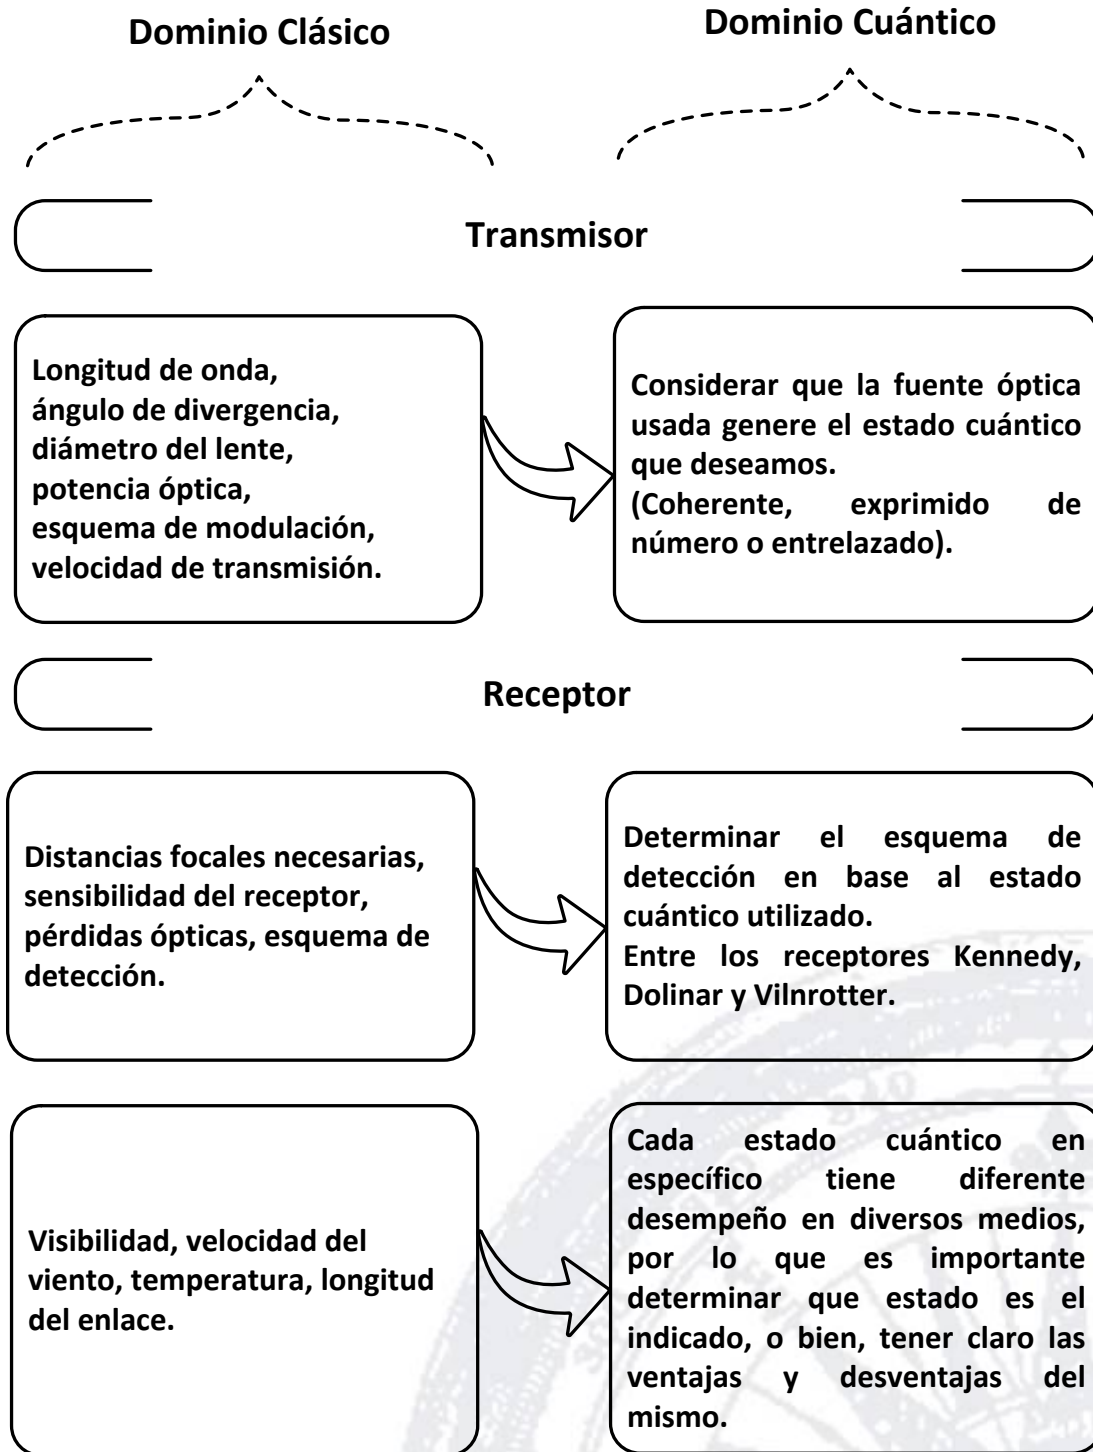 Dominio Clásico
Dominio Cuántico
Transmisor
Longitud de onda,
ángulo de divergencia,
diámetro del lente,
potencia óptica,
esquema de modulación,
velocidad de transmisión.
Considerar que la fuente óptica
usada genere el estado cuántico
que deseamos.
(Coherente, exprimido de
número o entrelazado).
Receptor
Distancias focales necesarias,
sensibilidad del receptor,
pérdidas ópticas, esquema de
detección.
Determinar el esquema de
detección en base al estado
cuántico utilizado.
Entre los receptores Kennedy,
Dolinar y Vilnrotter.
Visibilidad, velocidad del
viento, temperatura, longitud
del enlace.
Cada estado cuántico en
específico tiene diferente
desempeño en diversos medios,
por lo que es importante
determinar que estado es el
indicado, o bien, tener claro las
ventajas y desventajas del
mismo.